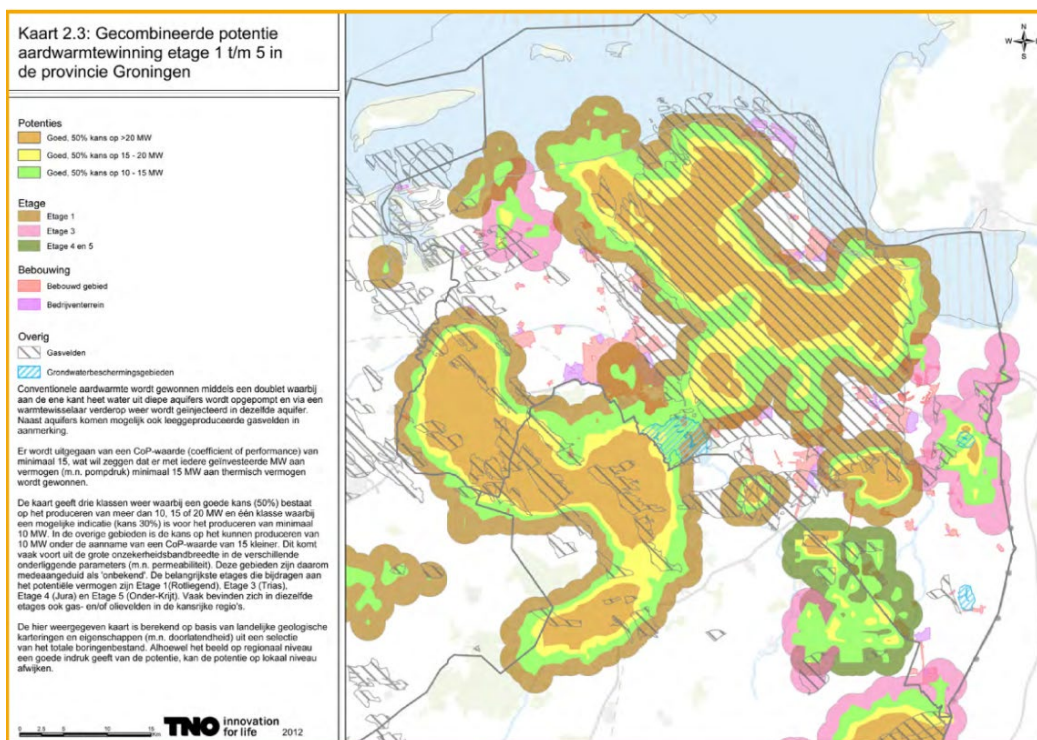 Kaart 2.3: Gecombineerde potentie
aardwarmtewinning etage 1 t/m 5 in
de provincie Groningen
N
W
E
S
Potenties
Goed, 50% kans op >20 MW
Goed, 50% kans op 15 - 20 MW
Goed, 50% kans op 10 - 15 MW
Etage
Etage 1
Etage 3
Etage 4 en 5
Bebouwing
Bebouwd gebied
Bedrijventerrein
Overig
Gasvelden
Grondwaterbeschermingsgebieden
Conventionele aardwarmte wordt gewonnen middels een doublet waarbij
aan de ene kant heet water uit diepe aquifers wordt opgepompt en via een
warmtewisselaar verderop weer wordt geïnjecteerd in dezelfde aquifer.
Naast aquifers komen mogelijk ook leeggeproduceerde gasvelden in
aanmerking.
Er wordt uitgegaan van een CoP-waarde (coefficient of performance) van
minimaal 15, wat wil zeggen dat er met iedere geïnvesteerde MW aan
vermogen (m.n. pompdruk) minimaal 15 MW aan thermisch vermogen
wordt gewonnen.
De kaart geeft drie klassen weer waarbij een goede kans (50%) bestaat
op het produceren van meer dan 10, 15 of 20 MW en één klasse waarbij
een mogelijke indicatie (kans 30%) is voor het produceren van minimaal
10 MW. In de overige gebieden is de kans op het kunnen produceren van
10 MW onder de aanname van een CoP-waarde van 15 kleiner. Dit komt
vaak voort uit de grote onzekerheidsbandbreedte in de verschillende
onderliggende parameters (m.n. permeabiliteit). Deze gebieden zijn daarom
medeaangeduid als 'onbekend'. De belangrijkste etages die bijdragen aan
het potentiële vermogen zijn Etage 1(Rotliegend), Etage 3 (Trias),
Etage 4 (Jura) en Etage 5 (Onder-Krijt). Vaak bevinden zich in diezelfde
etages ook gas- en/of olievelden in de kansrijke regio's.
De hier weergegeven kaart is berekend op basis van landelijke geologische
karteringen en eigenschappen (m.n. doorlatendheid) uit een selectie
van het totale boringenbestand. Alhoewel het beeld op regionaal niveau
een goede indruk geeft van de potentie, kan de potentie op lokaal niveau
afwijken.
0 2,5 5 10 15
TNO innovation
for life 2012